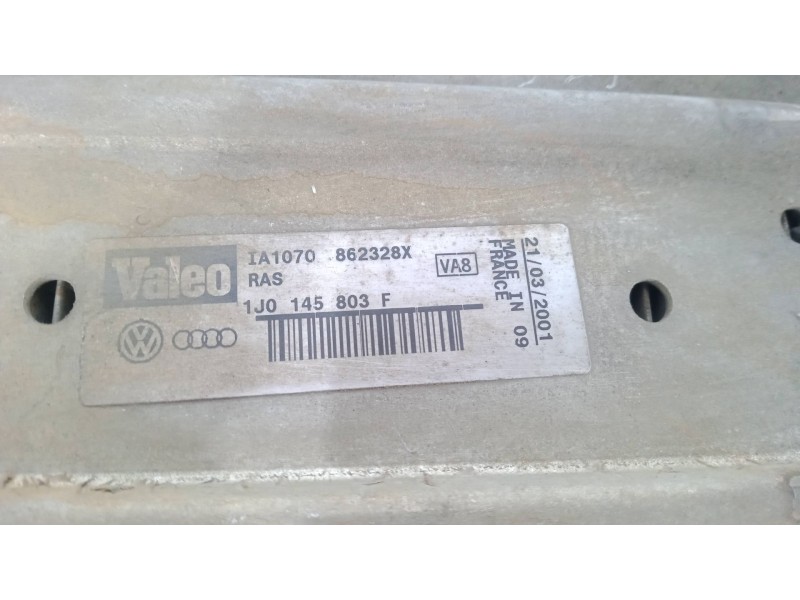 Valeo
IA1070 862328X
RAS
VA8
1J0 145 803 F
21/03/2001
MADE IN 09
FRANCE